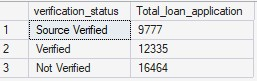 verification_status Total_loan_application
1 Source Verified 9777
2 Verified 12335
3 Not Verified 16464